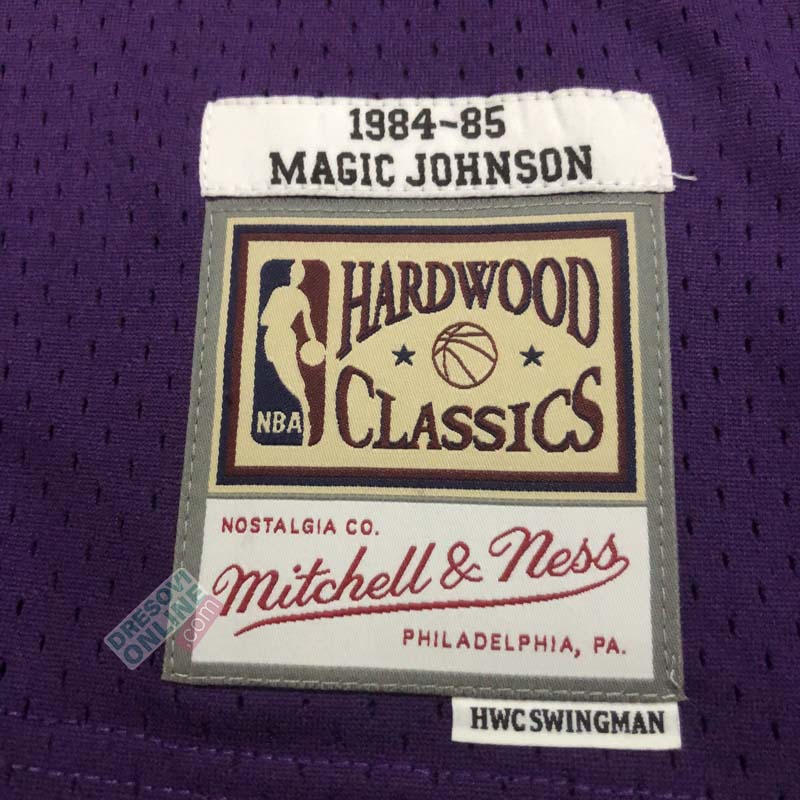 1984-85
MAGIC JOHNSON
HARDWOOD
CLASSICS
NBA
NOSTALGIA CO.
Mitchell & Ness
PHILADELPHIA, PA.
HWC SWINGMAN
DRESOVI
ONLINE.com